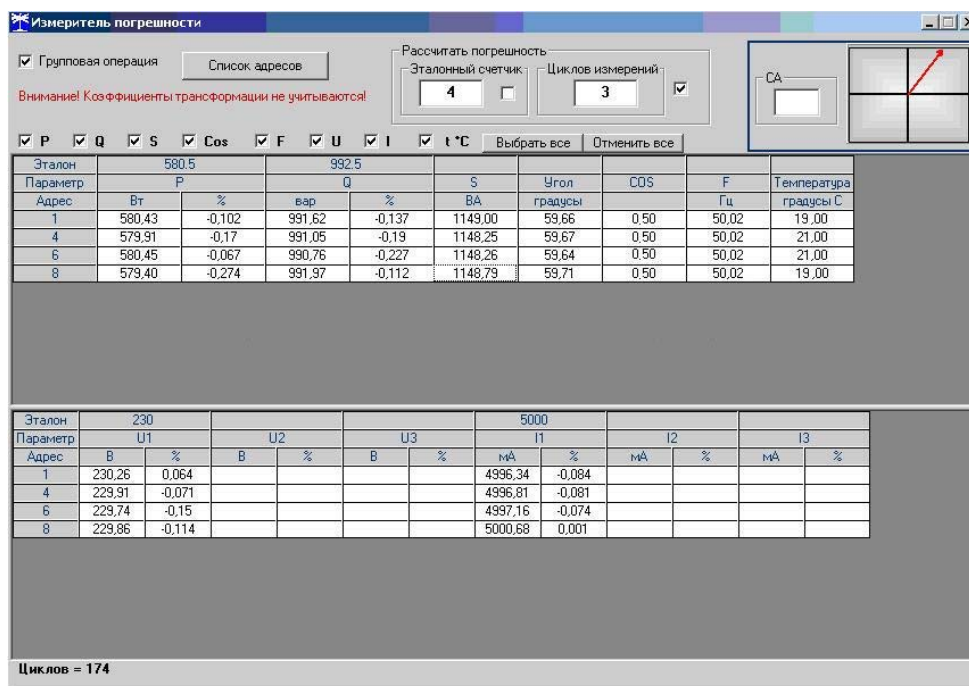 Измеритель погрешности
Групповая операция
Список адресов
Внимание! Коэффициенты трансформации не учитываются!
Рассчитать погрешность
Эталонный счетчик
4
Циклов измерений
3
СА
P Q S Cos F U I t °C Выбрать все Отменить все
Эталон 580.5 992.5
Параметр P Q S Угол COS F Температура
Адрес Вт % вар % ВА градусы Гц градусы С
1 580,43 -0,102 991,62 -0,137 1149,00 59,66 0,50 50,02 19,00
4 579,91 -0,17 991,05 -0,19 1148,25 59,67 0,50 50,02 21,00
6 580,45 -0,067 990,76 -0,227 1148,26 59,64 0,50 50,02 21,00
8 579,40 -0,274 991,97 -0,112 1148,79 59,71 0,50 50,02 19,00
Эталон 230 5000
Параметр U1 U2 U3 I1 I2 I3
Адрес В % В % В % мА % мА % мА %
1 230,26 0,064 4996,34 -0,084
4 229,91 -0,071 4996,81 -0,081
6 229,74 -0,15 4997,16 -0,074
8 229,86 -0,114 5000,68 0,001
Циклов = 174